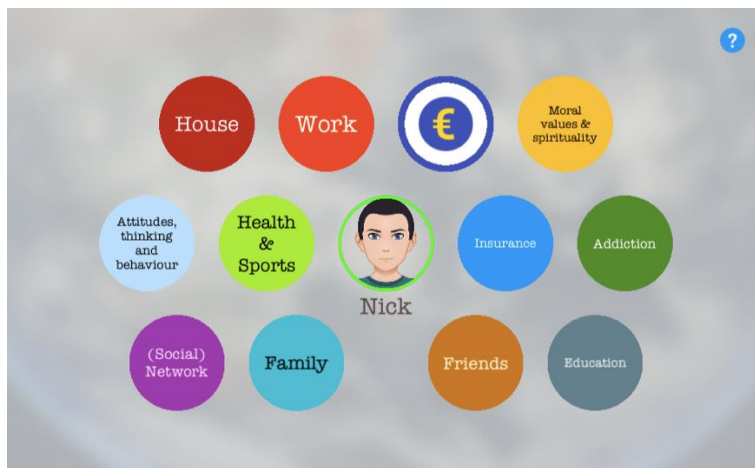 ?
House
Work
€
Moral
values &
spirituality
Attitudes,
thinking
and
behaviour
Health
&
Sports
Nick
Insurance
Addiction
(Social)
Network
Family
Friends
Education